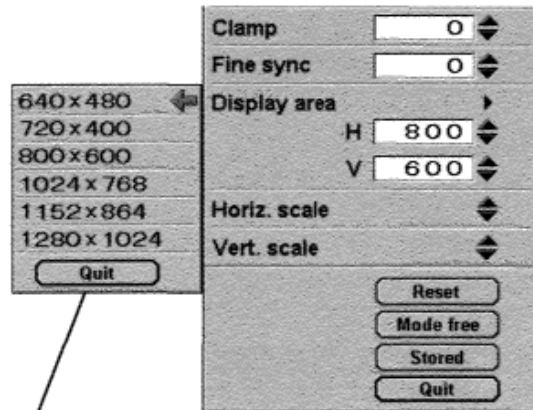 Clamp 0
Fine sync 0
Display area
H 800
V 600
Horiz. scale
Vert. scale
Reset
Mode free
Stored
Quit
640×480
720×400
800×600
1024×768
1152×864
1280×1024
Quit